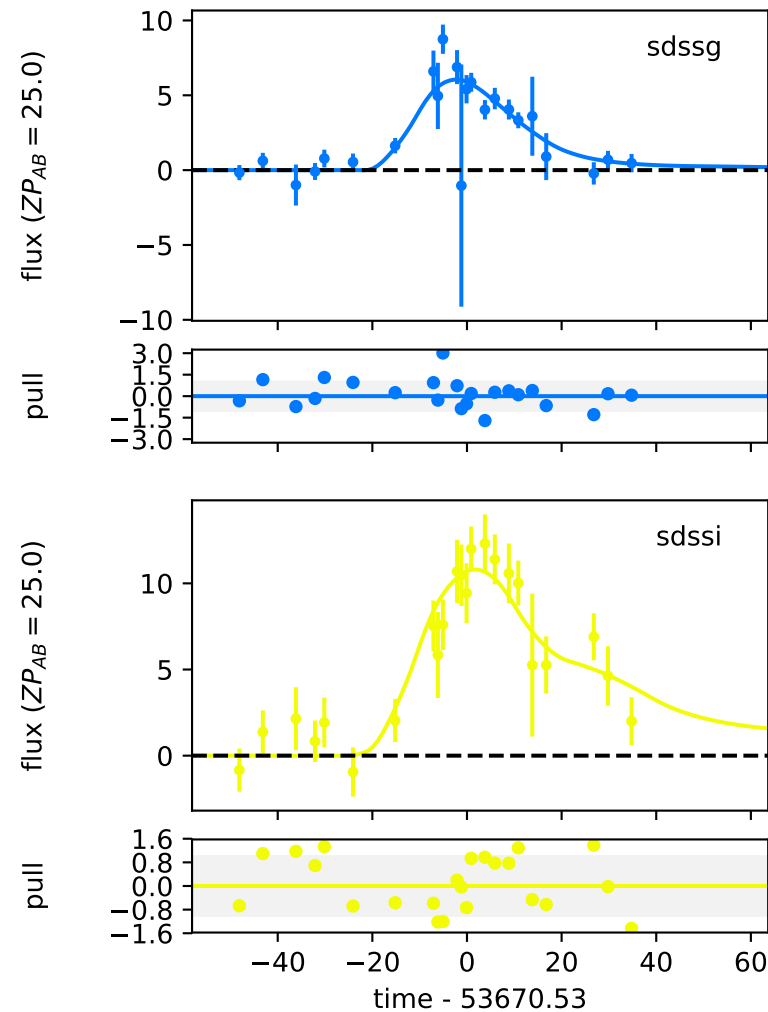 10
5
0
−5
−10
flux (ZP_AB = 25.0)
sdssg
3.0
1.5
0.0
−1.5
−3.0
pull
10
5
0
flux (ZP_AB = 25.0)
sdssi
1.6
0.8
0.0
−0.8
−1.6
pull
−40 −20 0 20 40 60
time - 53670.53